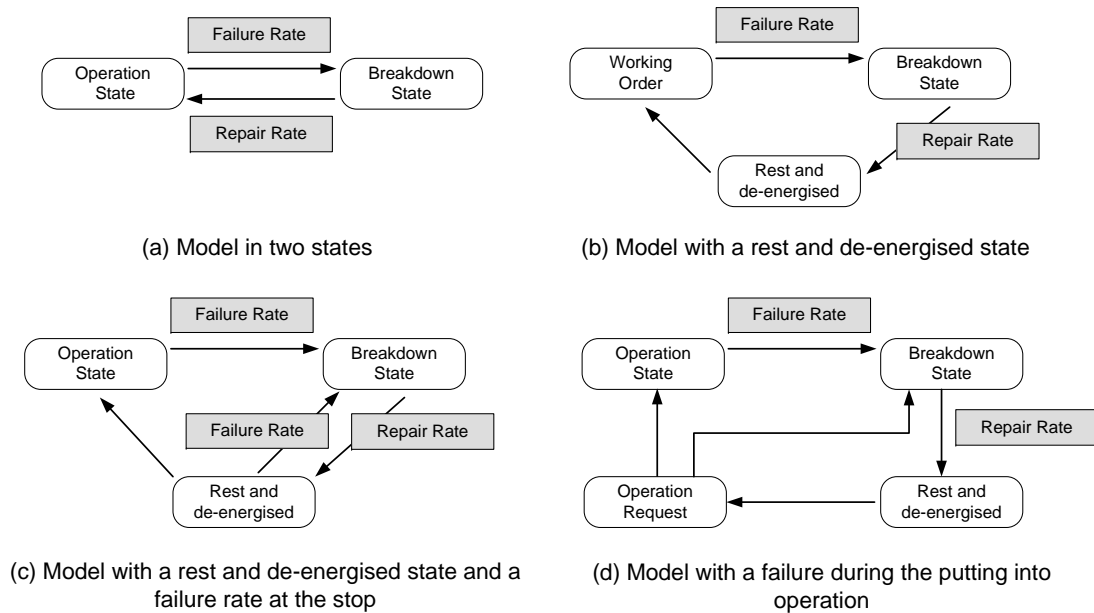 Failure Rate
Operation
State
Breakdown
State
Repair Rate
(a) Model in two states
Failure Rate
Working
Order
Breakdown
State
Repair Rate
Rest and
de-energised
(b) Model with a rest and de-energised state
Failure Rate
Operation
State
Breakdown
State
Failure Rate
Repair Rate
Rest and
de-energised
(c) Model with a rest and de-energised state and a
failure rate at the stop
Failure Rate
Operation
State
Breakdown
State
Repair Rate
Operation
Request
Rest and
de-energised
(d) Model with a failure during the putting into
operation